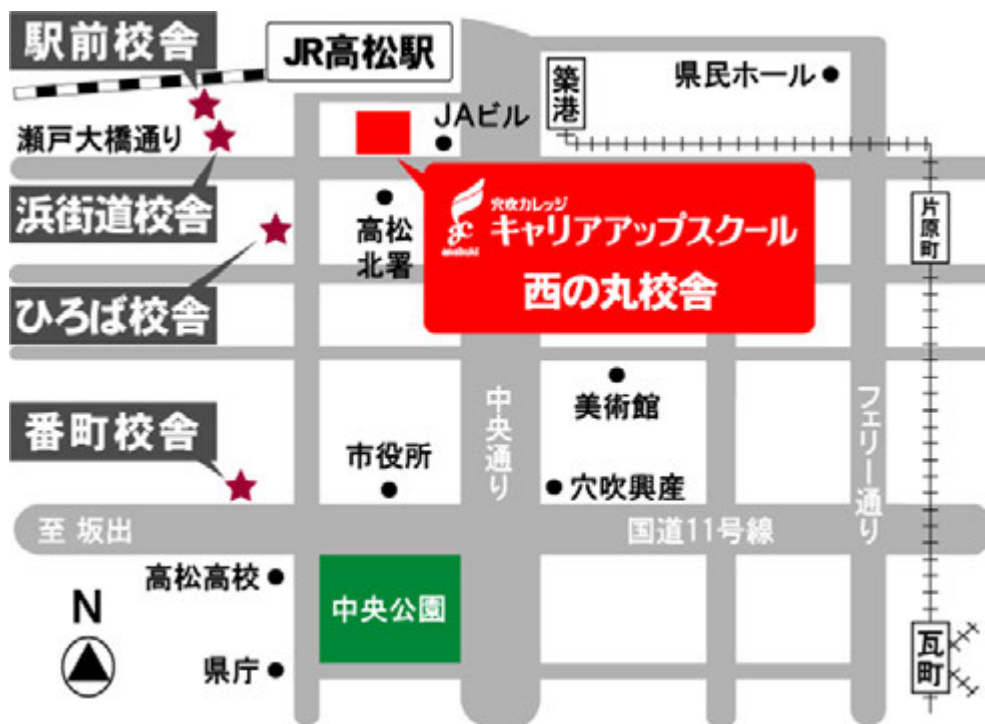 駅前校舎
JR高松駅
築港
県民ホール
JAビル
瀬戸大橋通り
浜街道校舎
高松
北署
穴吹カレッジ
キャリアアップスクール
anabuki
西の丸校舎
片原町
ひろば校舎
美術館
中央通り
フェリー通り
番町校舎
市役所
穴吹興産
至 坂出
国道11号線
高松高校
中央公園
N
県庁
瓦町